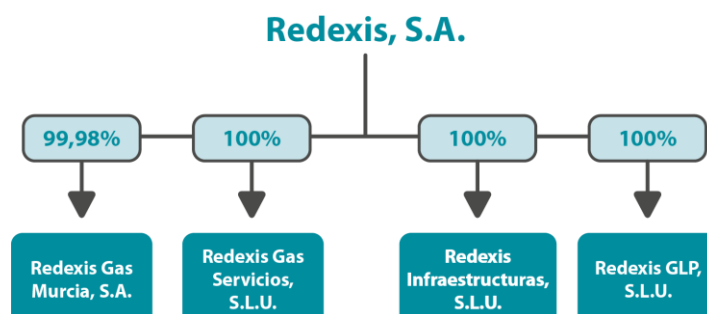 Redexis, S.A.
99,98%
100%
100%
100%
Redexis Gas
Murcia, S.A.
Redexis Gas
Servicios,
S.L.U.
Redexis
Infraestructuras,
S.L.U.
Redexis GLP,
S.L.U.